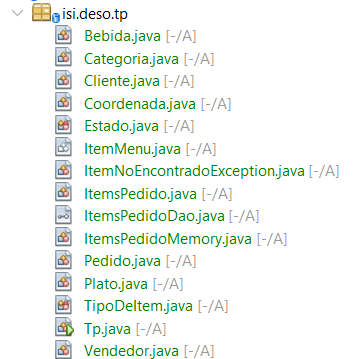 isi.deso.tp
Bebida.java [-/A]
Categoria.java [-/A]
Cliente.java [-/A]
Coordenada.java [-/A]
Estado.java [-/A]
ItemMenu.java [-/A]
ItemNoEncontradoException.java [-/A]
ItemsPedido.java [-/A]
ItemsPedidoDao.java [-/A]
ItemsPedidoMemory.java [-/A]
Pedido.java [-/A]
Plato.java [-/A]
TipoDeItem.java [-/A]
Tp.java [-/A]
Vendedor.java [-/A]